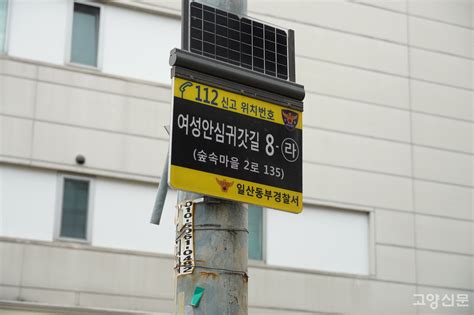 112 신고 위치번호
여성안심귀갓길 8-라
(숲속마을 2로 135)
일산동부경찰서
고양신문